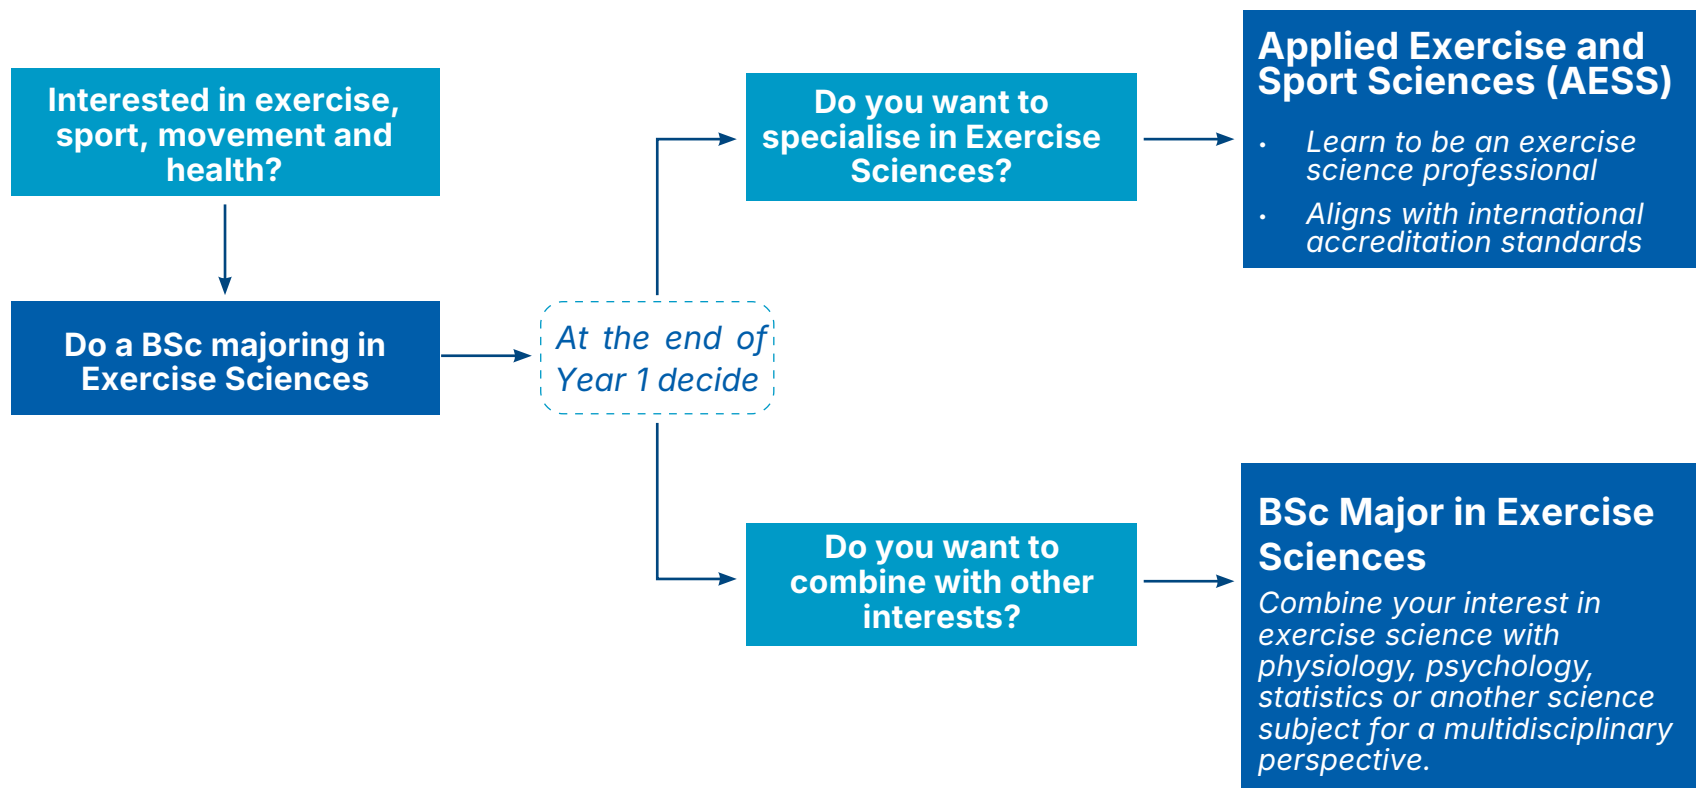 Interested in exercise,
sport, movement and
health?
Do a BSc majoring in
Exercise Sciences
At the end of
Year 1 decide
Do you want to
specialise in Exercise
Sciences?
Applied Exercise and
Sport Sciences (AESS)
• Learn to be an exercise
science professional
• Aligns with international
accreditation standards
Do you want to
combine with other
interests?
BSc Major in Exercise
Sciences
Combine your interest in
exercise science with
physiology, psychology,
statistics or another science
subject for a multidisciplinary
perspective.